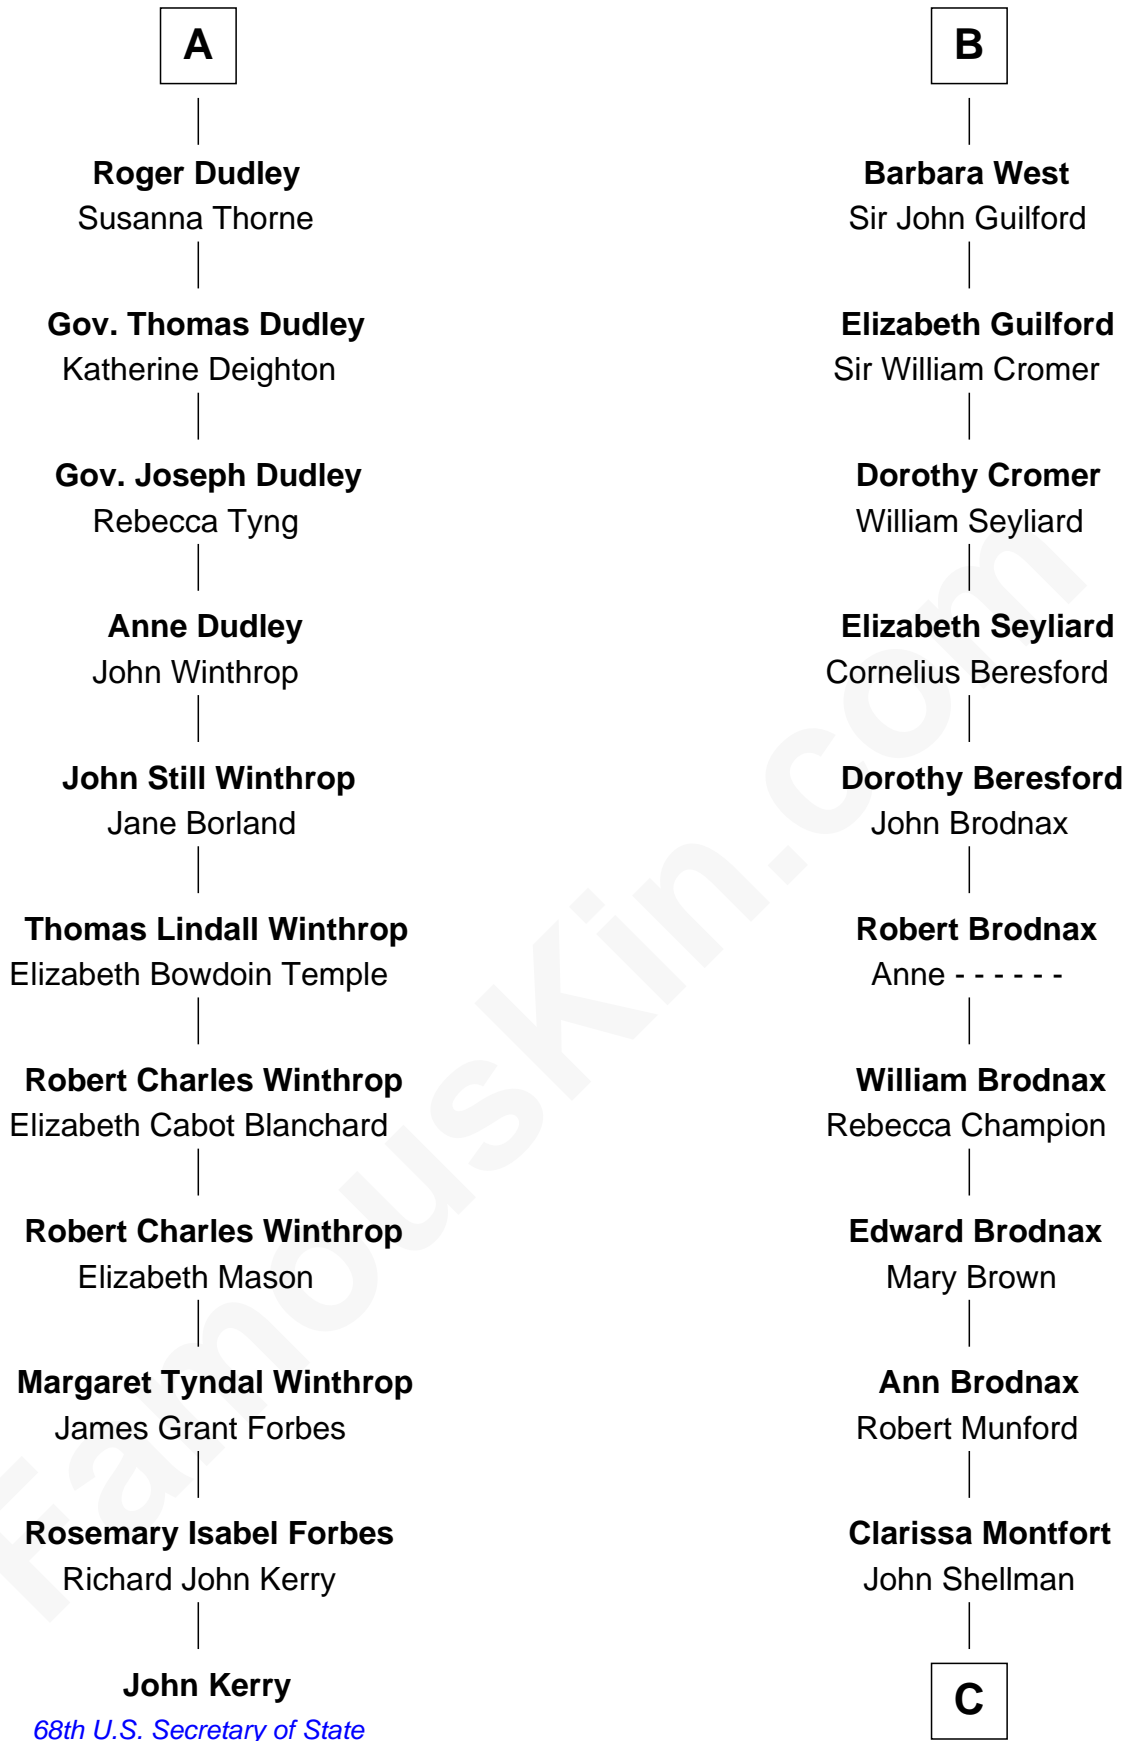 A
Roger Dudley
Susanna Thorne
Gov. Thomas Dudley
Katherine Deighton
Gov. Joseph Dudley
Rebecca Tyng
Anne Dudley
John Winthrop
John Still Winthrop
Jane Borland
Thomas Lindall Winthrop
Elizabeth Bowdoin Temple
Robert Charles Winthrop
Elizabeth Cabot Blanchard
Robert Charles Winthrop
Elizabeth Mason
Margaret Tyndal Winthrop
James Grant Forbes
Rosemary Isabel Forbes
Richard John Kerry
John Kerry
68th U.S. Secretary of State
B
Barbara West
Sir John Guilford
Elizabeth Guilford
Sir William Cromer
Dorothy Cromer
William Seyliard
Elizabeth Seyliard
Cornelius Beresford
Dorothy Beresford
John Brodnax
Robert Brodnax
Anne - - - - - -
William Brodnax
Rebecca Champion
Edward Brodnax
Mary Brown
Ann Brodnax
Robert Munford
Clarissa Montfort
John Shellman
C
FamousKin.com